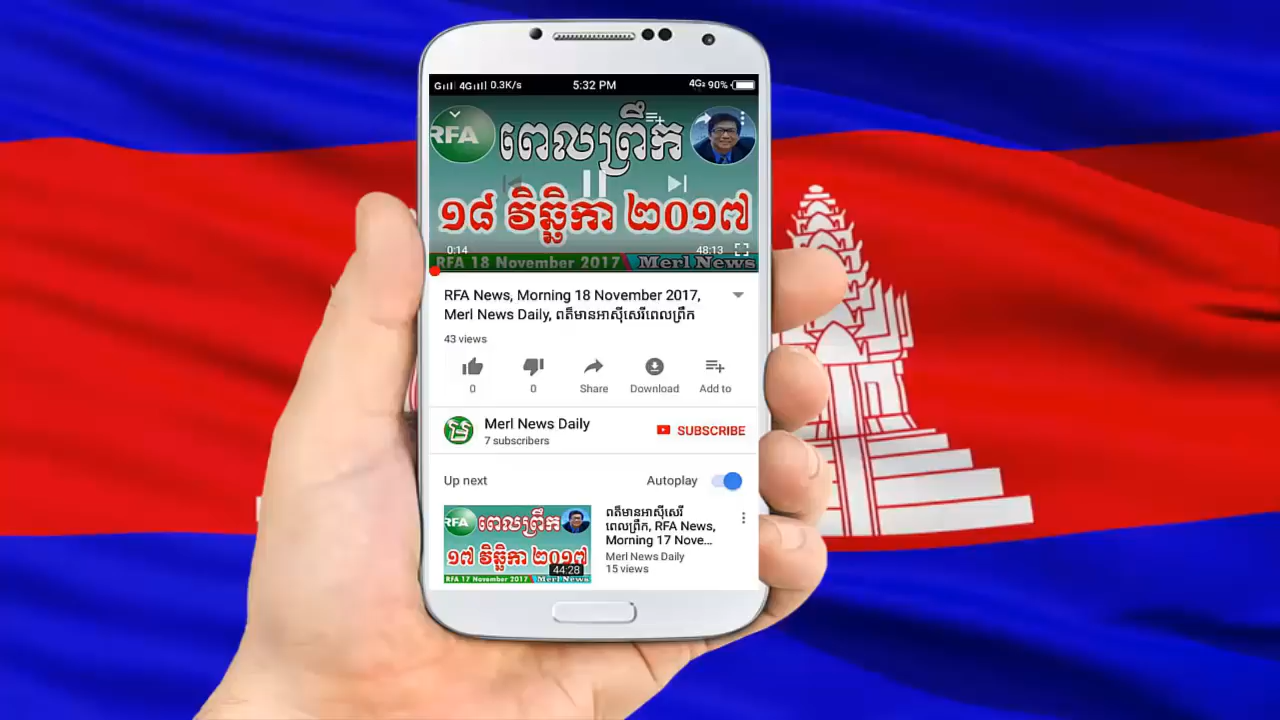 G 4G 0.3K/s 5:32 PM 4G 90%
RFA ពេលព្រឹក
១៨ វិច្ឆិកា ២០១៧
0:14 48:13
RFA 18 November 2017 Merl News
RFA News, Morning 18 November 2017,
Merl News Daily, ពត៌មានអាស៊ីសេរីពេលព្រឹក
43 views
0 0 Share Download Add to
Merl News Daily
7 subscribers
SUBSCRIBE
Up next Autoplay
RFA ពេលព្រឹក
១៧ វិច្ឆិកា ២០១៧
44:28
RFA 17 November 2017 Merl News
ពត៌មានអាស៊ីសេរី
ពេលព្រឹក, RFA News,
Morning 17 Nove...
Merl News Daily
15 views